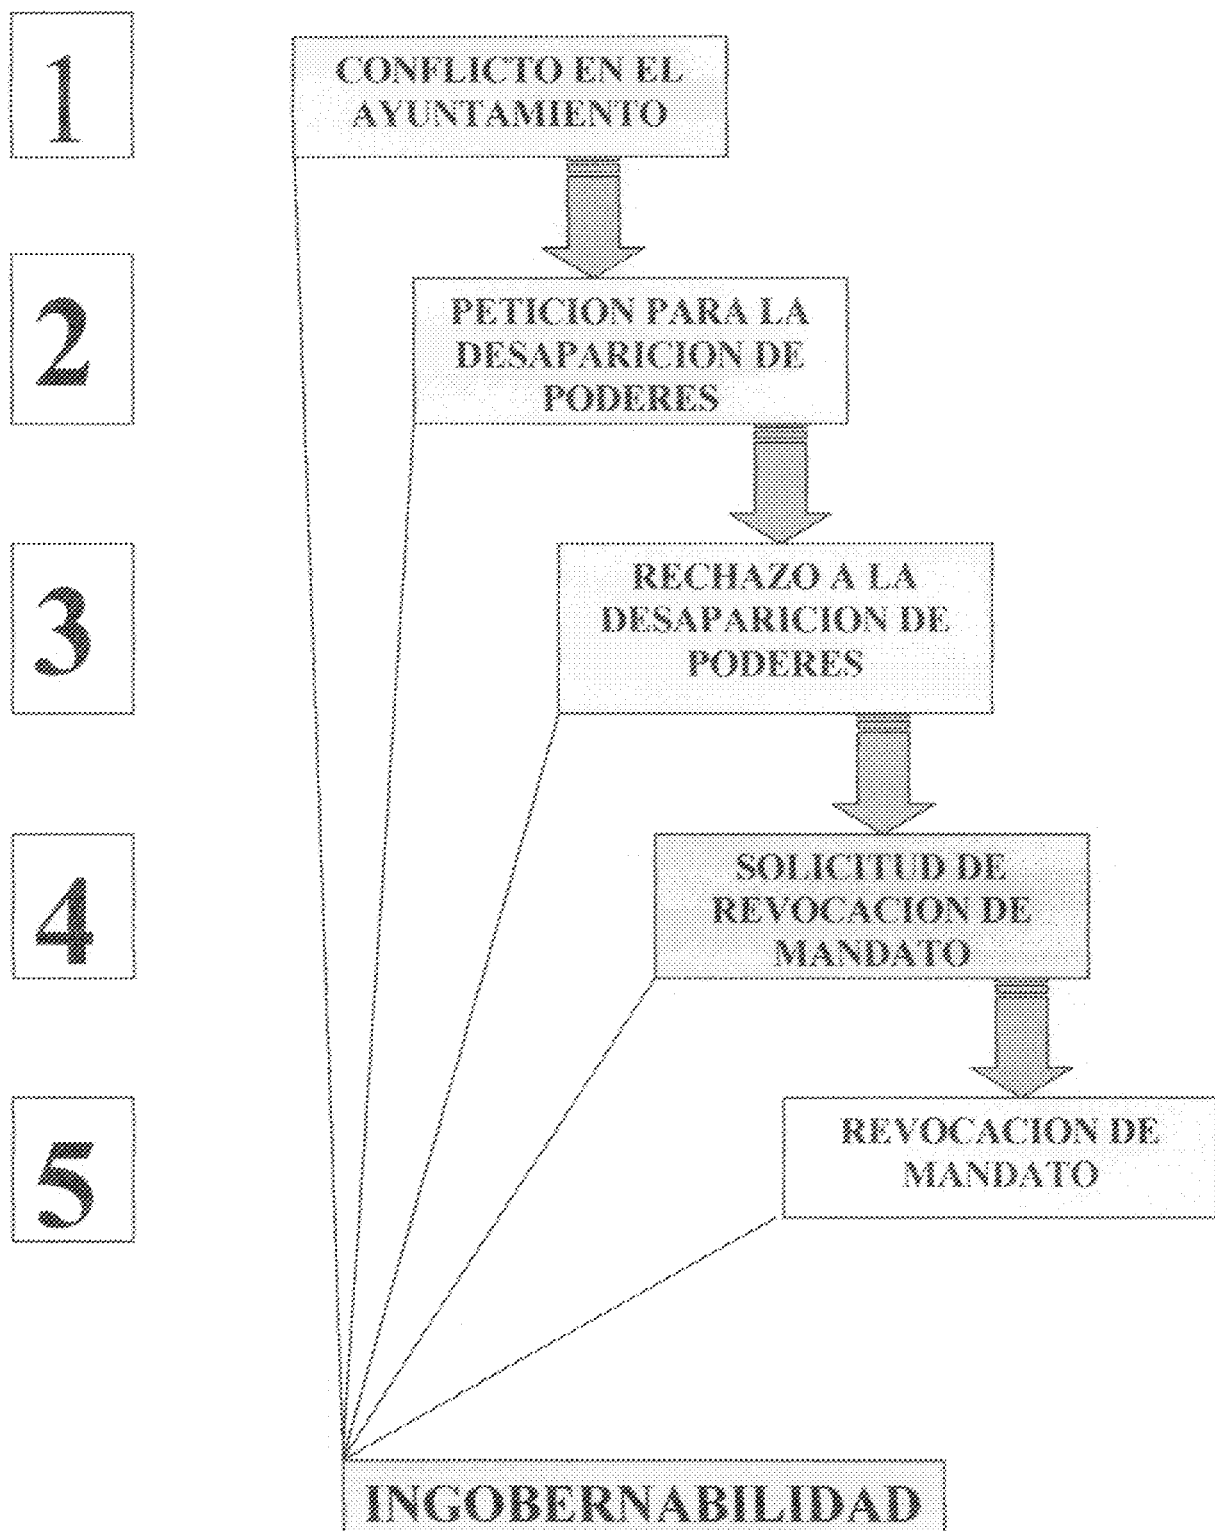 1
CONFLICTO EN EL
AYUNTAMIENTO
2
PETICION PARA LA
DESAPARICION DE
PODERES
3
RECHAZO A LA
DESAPARICION DE
PODERES
4
SOLICITUD DE
REVOCACION DE
MANDATO
5
REVOCACION DE
MANDATO
INGOBERNABILIDAD